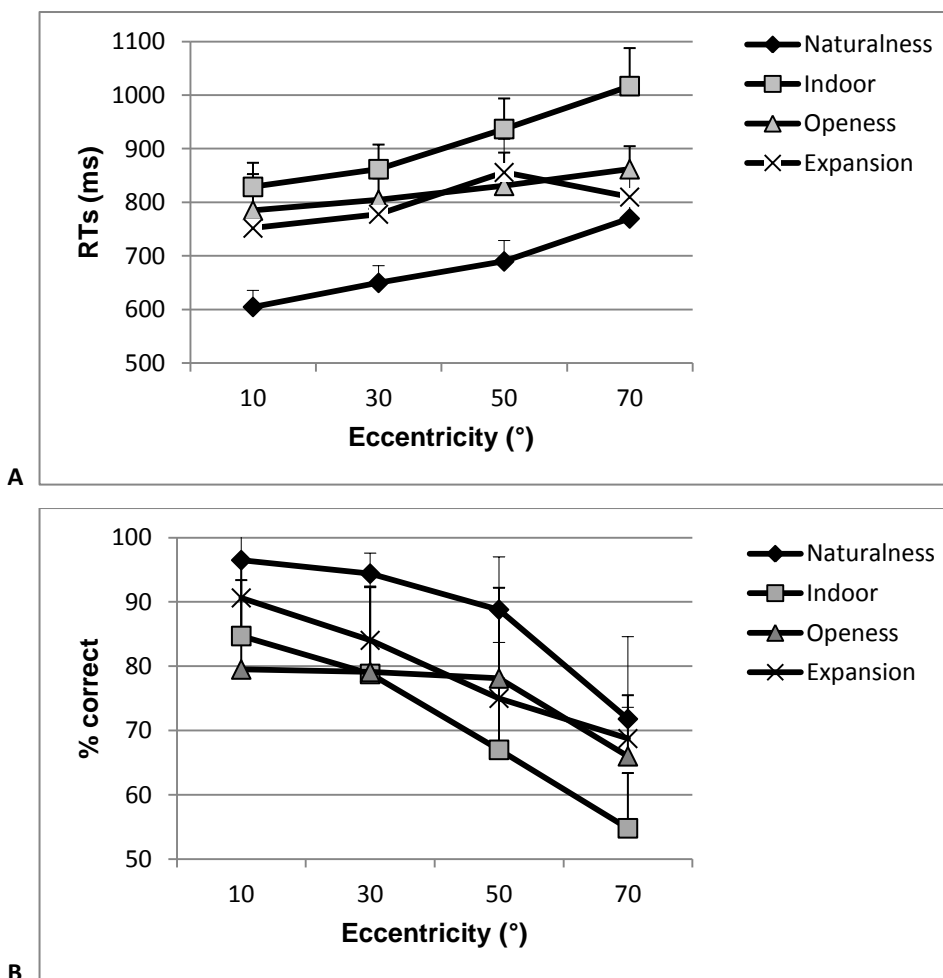 1100
1000
900
800
700
600
500
RTs (ms)
10 30 50 70
Eccentricity (°)
Naturalness
Indoor
Openess
Expansion
A
100
90
80
70
60
50
% correct
10 30 50 70
Eccentricity (°)
Naturalness
Indoor
Openess
Expansion
B